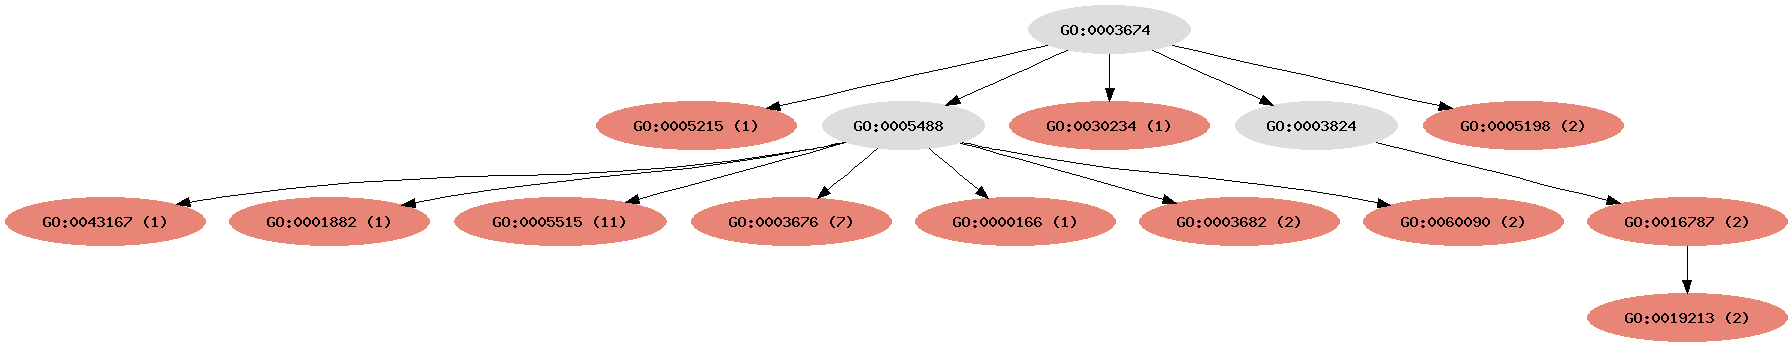 GO:0003674
GO:0005215 (1)
GO:0005488
GO:0030234 (1)
GO:0003824
GO:0005198 (2)
GO:0043167 (1)
GO:0001882 (1)
GO:0005515 (11)
GO:0003676 (7)
GO:0000166 (1)
GO:0003682 (2)
GO:0060090 (2)
GO:0016787 (2)
GO:0019213 (2)